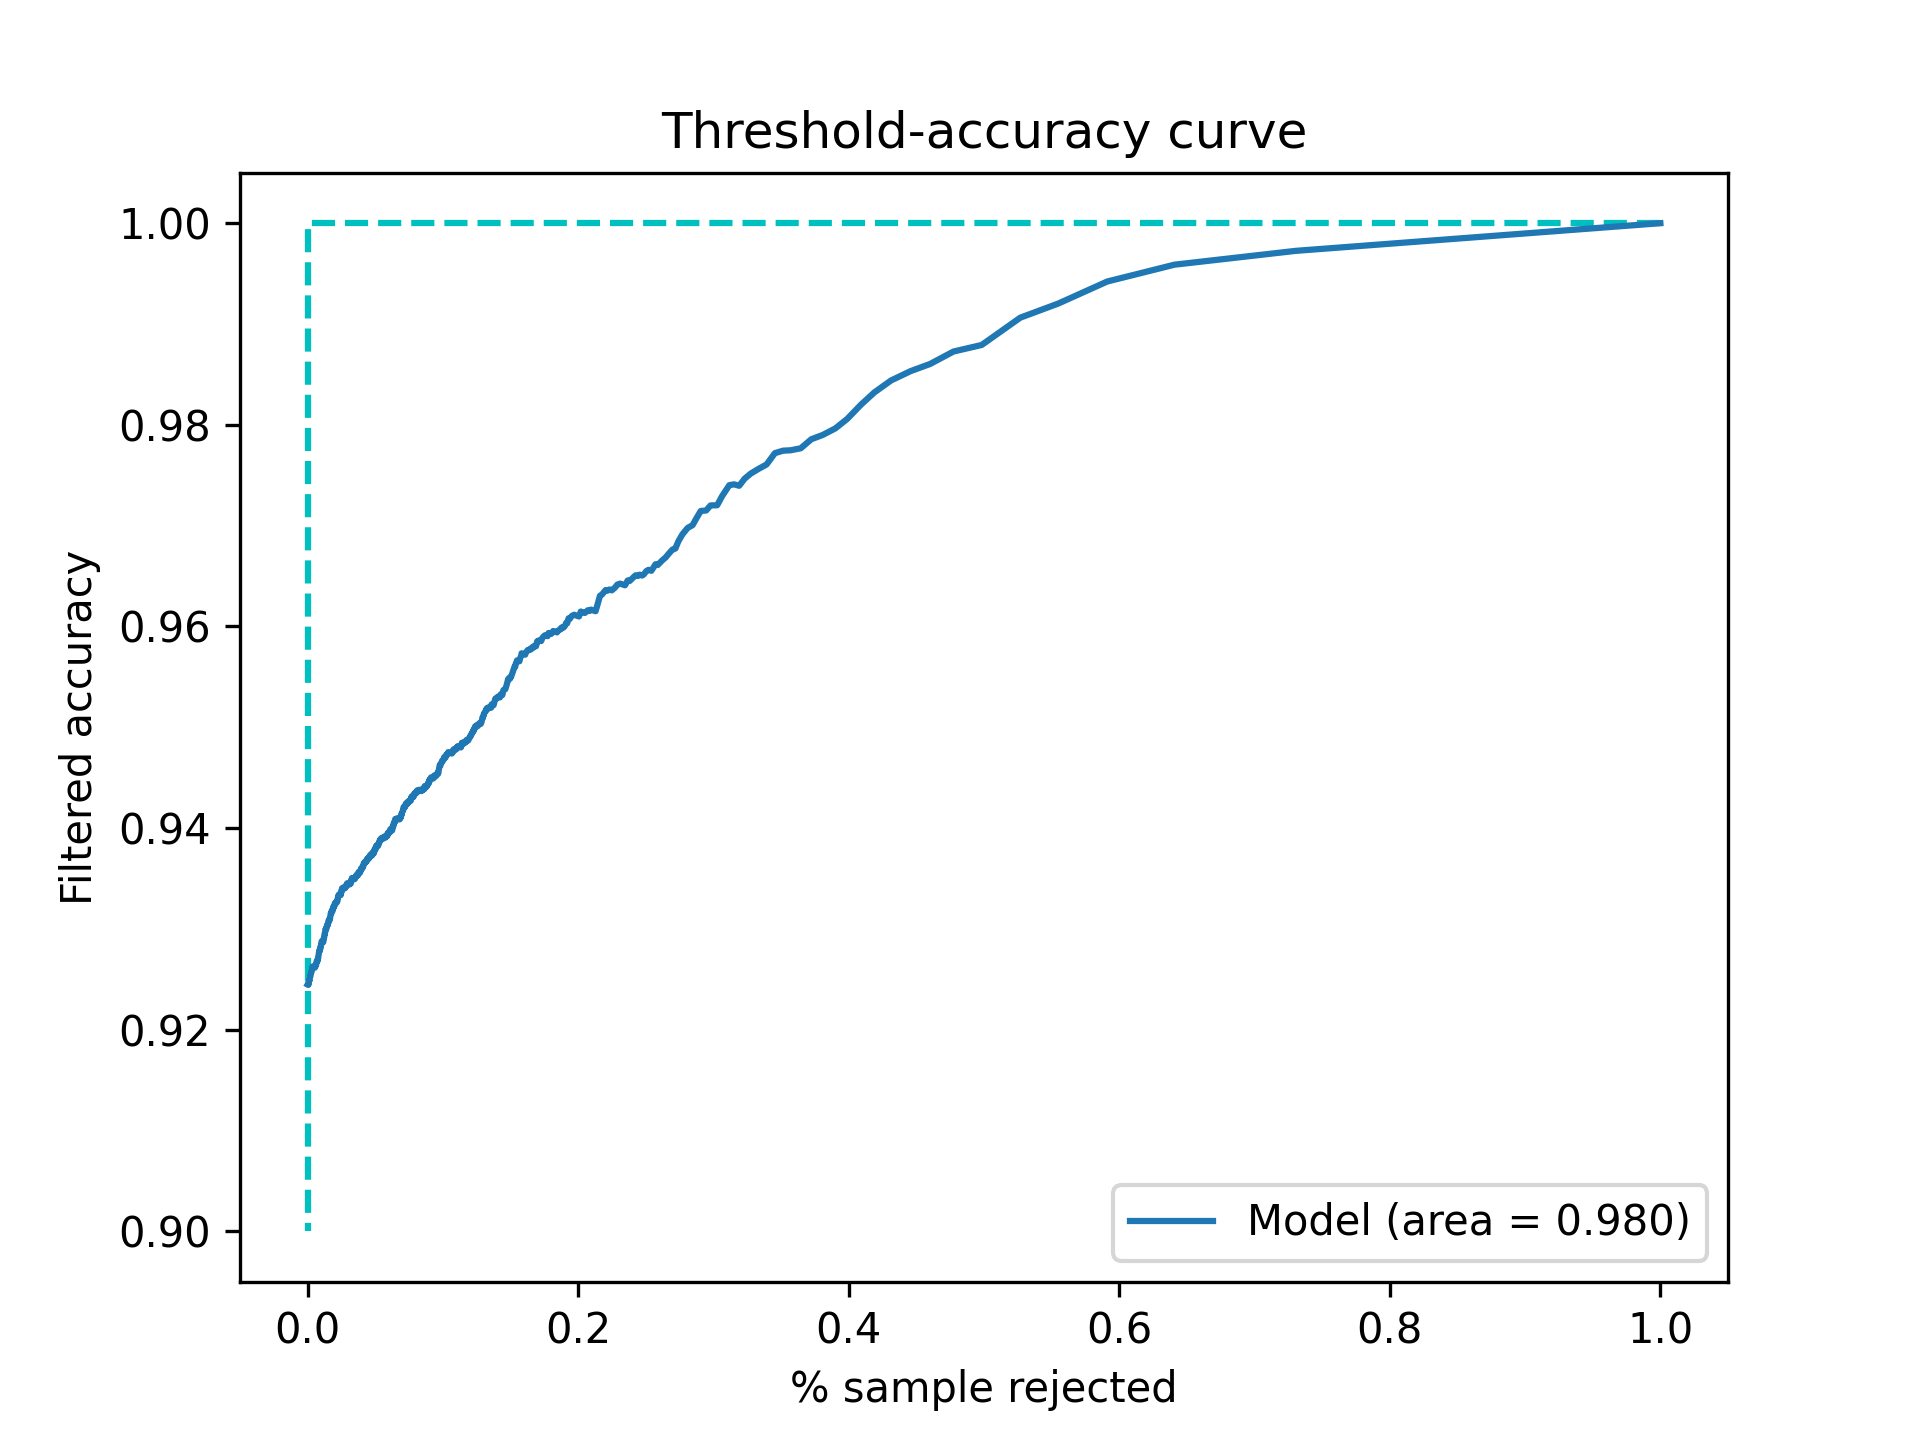 Threshold-accuracy curve
1.00
0.98
0.96
0.94
0.92
0.90
Filtered accuracy
Model (area = 0.980)
0.0 0.2 0.4 0.6 0.8 1.0
% sample rejected